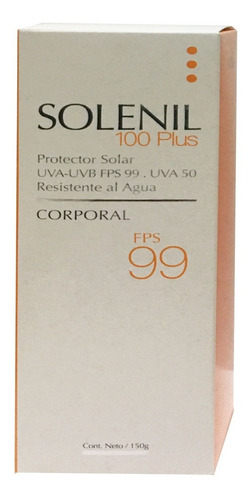 SOLENIL
100 Plus
Protector Solar
UVA-UVB FPS 99 . UVA 50
Resistente al Agua
CORPORAL
FPS
99
Cont. Neto / 150g